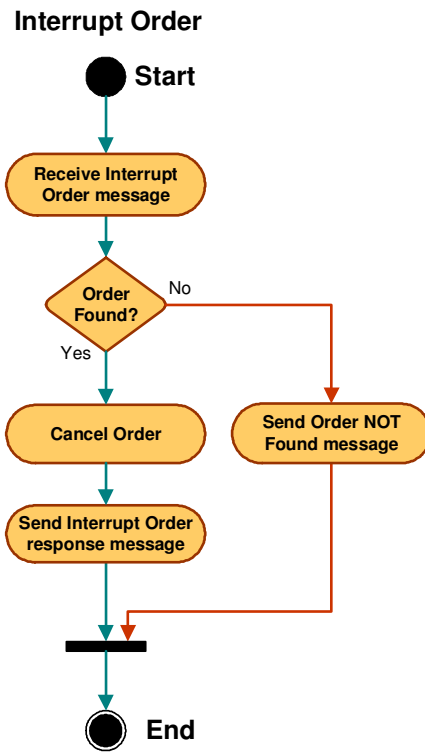 Interrupt Order
Start
Receive Interrupt
Order message
Order
Found?
No
Yes
Cancel Order
Send Order NOT
Found message
Send Interrupt Order
response message
End